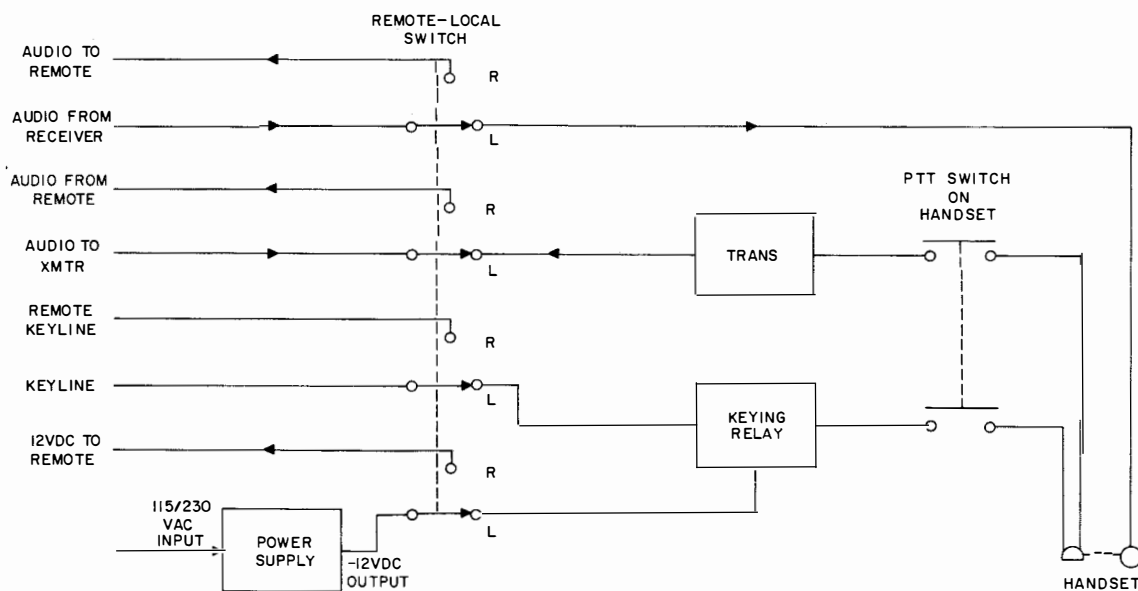 REMOTE-LOCAL
SWITCH
AUDIO TO
REMOTE
R
AUDIO FROM
RECEIVER
L
AUDIO FROM
REMOTE
R
PTT SWITCH
ON
HANDSET
AUDIO TO
XMTR
L
TRANS
REMOTE
KEYLINE
R
KEYLINE
L
KEYING
RELAY
12VDC TO
REMOTE
R
115/230
VAC
INPUT
POWER
SUPPLY
-12VDC
OUTPUT
L
HANDSET